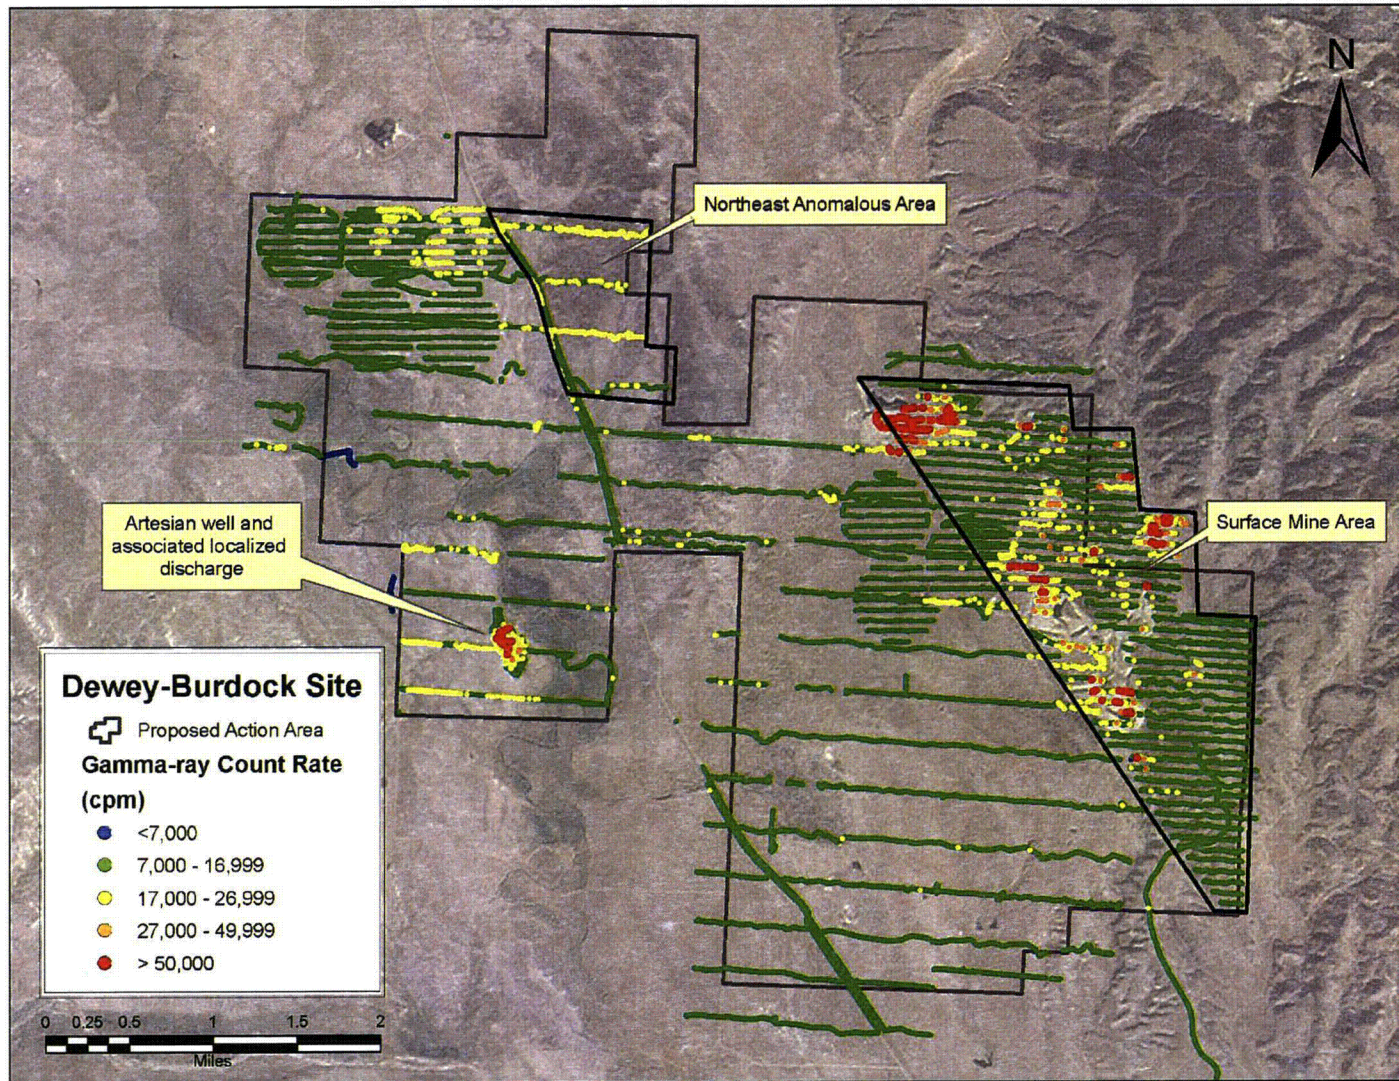 N
Northeast Anomalous Area
Surface Mine Area
Artesian well and
associated localized
discharge
Dewey-Burdock Site
Proposed Action Area
Gamma-ray Count Rate
(cpm)
<7,000
7,000 - 16,999
17,000 - 26,999
27,000 - 49,999
> 50,000
0 0.25 0.5 1 1.5 2
Miles